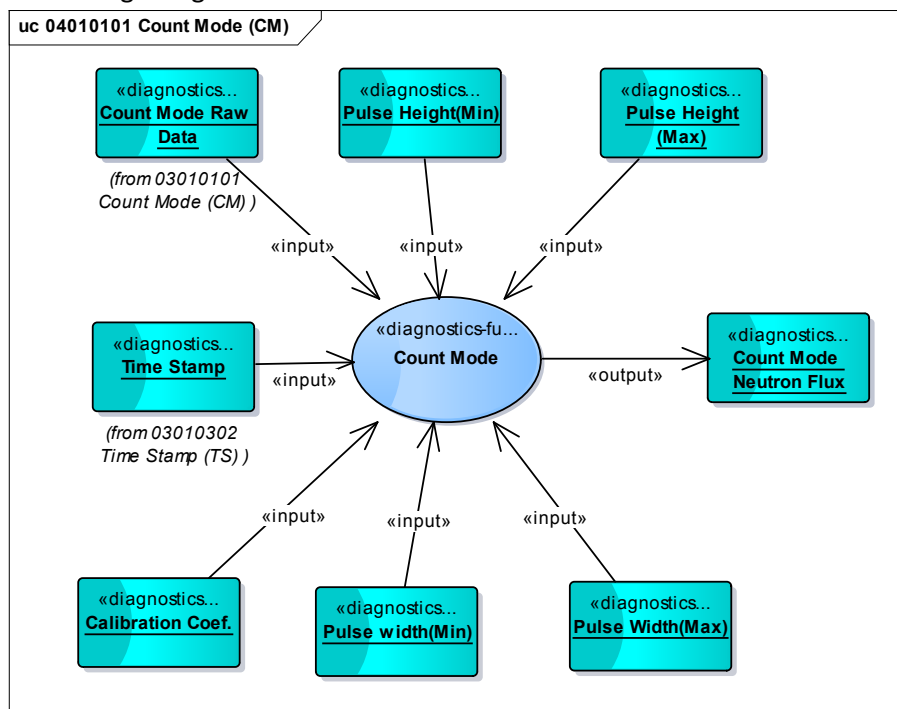 uc 04010101 Count Mode (CM)
«diagnostics...
Count Mode Raw
Data
(from 03010101
Count Mode (CM) )
«diagnostics...
Pulse Height(Min)
«diagnostics...
Pulse Height
(Max)
«input»
«input»
«input»
«diagnostics...
Time Stamp
(from 03010302
Time Stamp (TS) )
«input»
«diagnostics-fu...
Count Mode
«output»
«diagnostics...
Count Mode
Neutron Flux
«input»
«input»
«input»
«diagnostics...
Calibration Coef.
«diagnostics...
Pulse width(Min)
«diagnostics...
Pulse Width(Max)